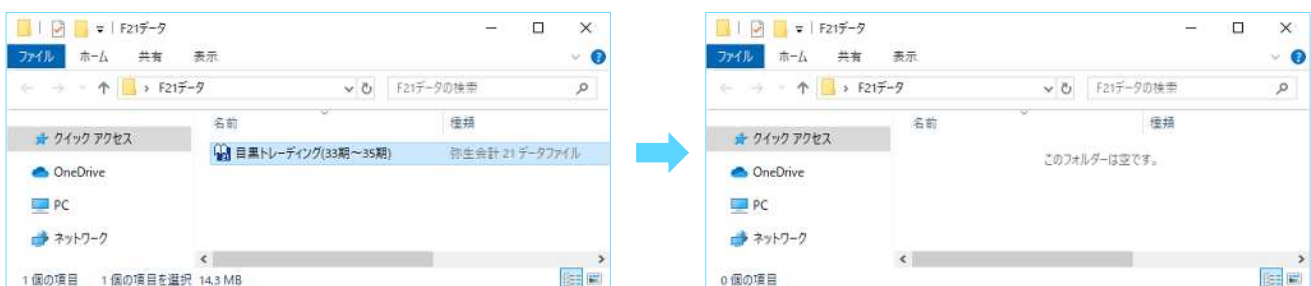 F21データ
ファイル ホーム 共有 表示
F21データ F21データの検索
名前 種類
クイック アクセス
目黒トレーディング(33期～35期) 弥生会計 21 データファイル
OneDrive
PC
ネットワーク
1 個の項目 1 個の項目を選択 14.3 MB
F21データ
ファイル ホーム 共有 表示
F21データ F21データの検索
名前 種類
クイック アクセス
このフォルダーは空です。
OneDrive
PC
ネットワーク
0 個の項目